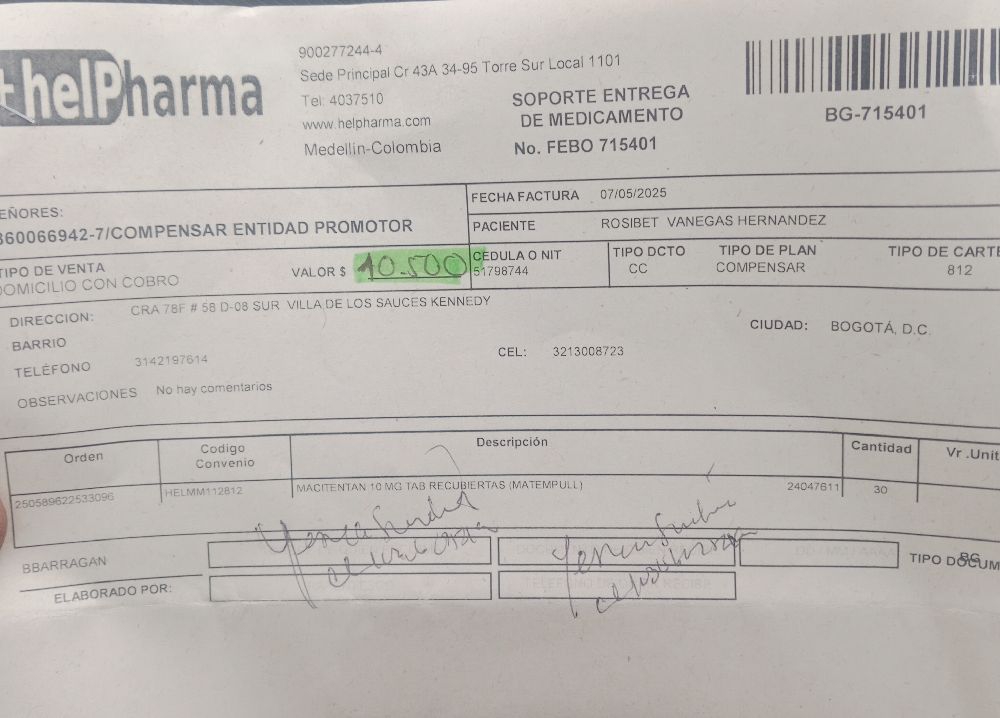 helPharma
900277244-4
Sede Principal Cr 43A 34-95 Torre Sur Local 1101
Tel: 4037510
www.helpharma.com
Medellín-Colombia
SOPORTE ENTREGA
DE MEDICAMENTO
No. FEBO 715401
BG-715401
EÑORES:
860066942-7/COMPENSAR ENTIDAD PROMOTOR
FECHA FACTURA 07/05/2025
PACIENTE ROSIBET VANEGAS HERNANDEZ
TIPO DE VENTA
DOMICILIO CON COBRO
VALOR $ 10.500
CEDULA O NIT
51798744
TIPO DCTO
CC
TIPO DE PLAN
COMPENSAR
TIPO DE CARTE
812
DIRECCION: CRA 78F # 58 D-08 SUR VILLA DE LOS SAUCES KENNEDY
BARRIO
CIUDAD: BOGOTÁ, D.C.
TELÉFONO 3142197614
CEL: 3213008723
OBSERVACIONES No hay comentarios
Orden
Codigo
Convenio
Descripción
Cantidad
Vr .Unit
250589622533096
HELMM112812
MACITENTAN 10 MG TAB RECUBIERTAS (MATEMPULL)
24047611
30
BBARRAGAN
BG
TIPO DOCUM
ELABORADO POR: